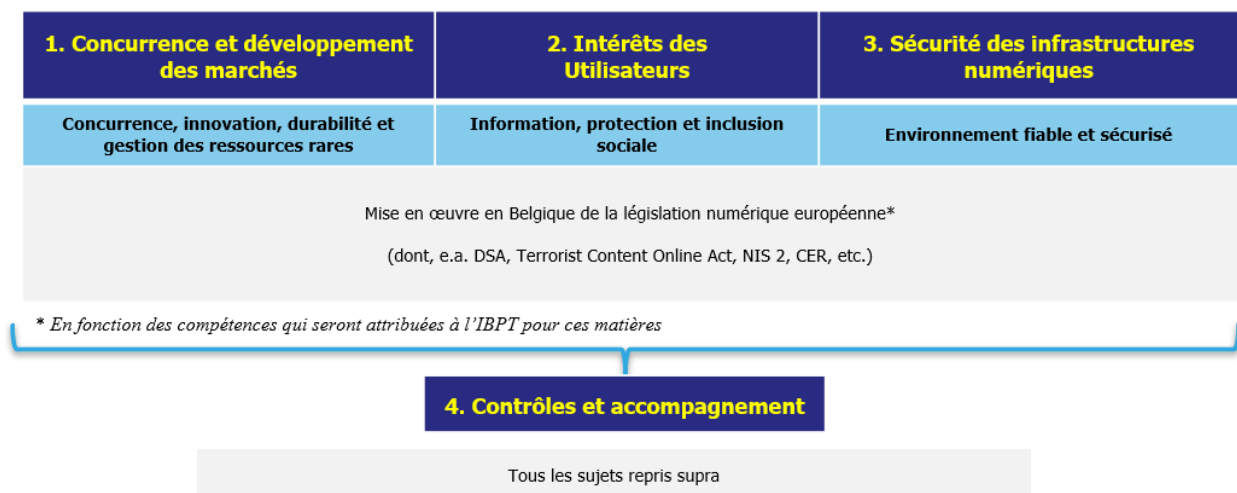 1. Concurrence et développement
des marchés
2. Intérêts des
Utilisateurs
3. Sécurité des infrastructures
numériques
Concurrence, innovation, durabilité et
gestion des ressources rares
Information, protection et inclusion
sociale
Environnement fiable et sécurisé
Mise en œuvre en Belgique de la législation numérique européenne*
(dont, e.a. DSA, Terrorist Content Online Act, NIS 2, CER, etc.)
* En fonction des compétences qui seront attribuées à l'IBPT pour ces matières
4. Contrôles et accompagnement
Tous les sujets repris supra